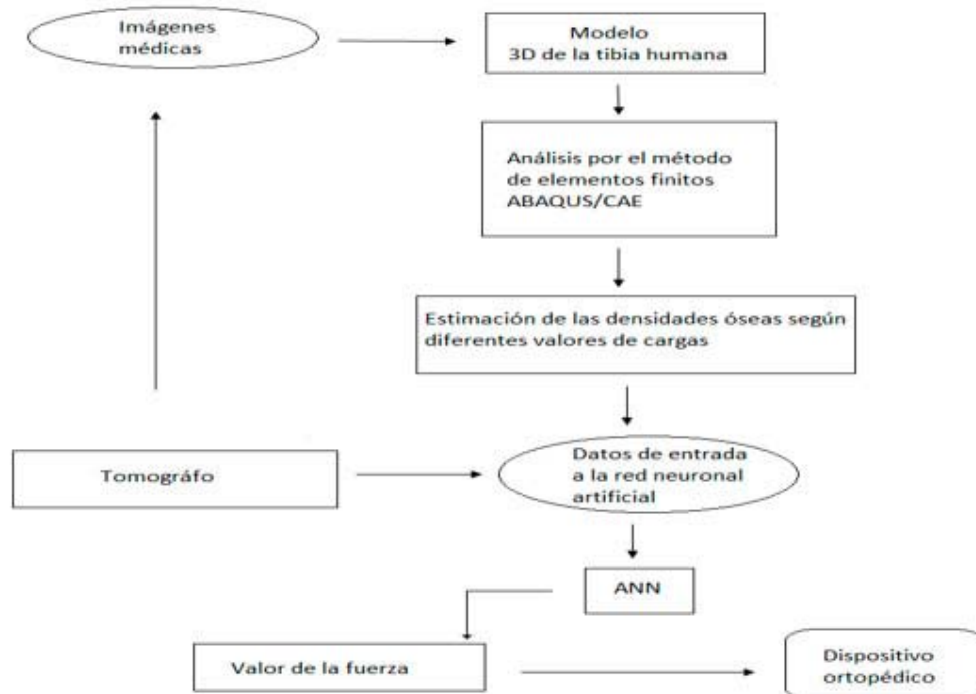 Imágenes
médicas
Modelo
3D de la tibia humana
Análisis por el método
de elementos finitos
ABAQUS/CAE
Estimación de las densidades óseas según
diferentes valores de cargas
Tomográfo
Datos de entrada
a la red neuronal
artificial
ANN
Valor de la fuerza
Dispositivo
ortopédico